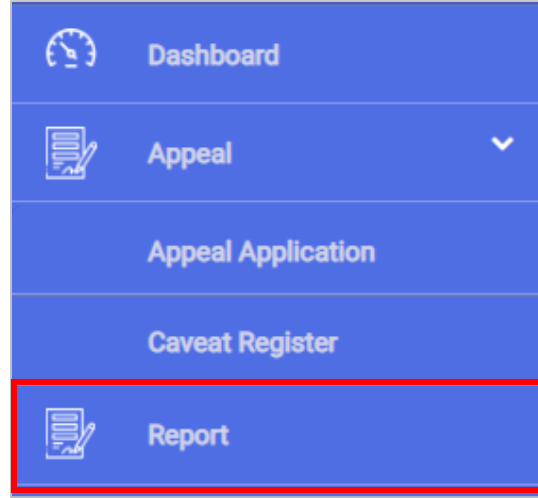 Dashboard
Appeal
Appeal Application
Caveat Register
Report